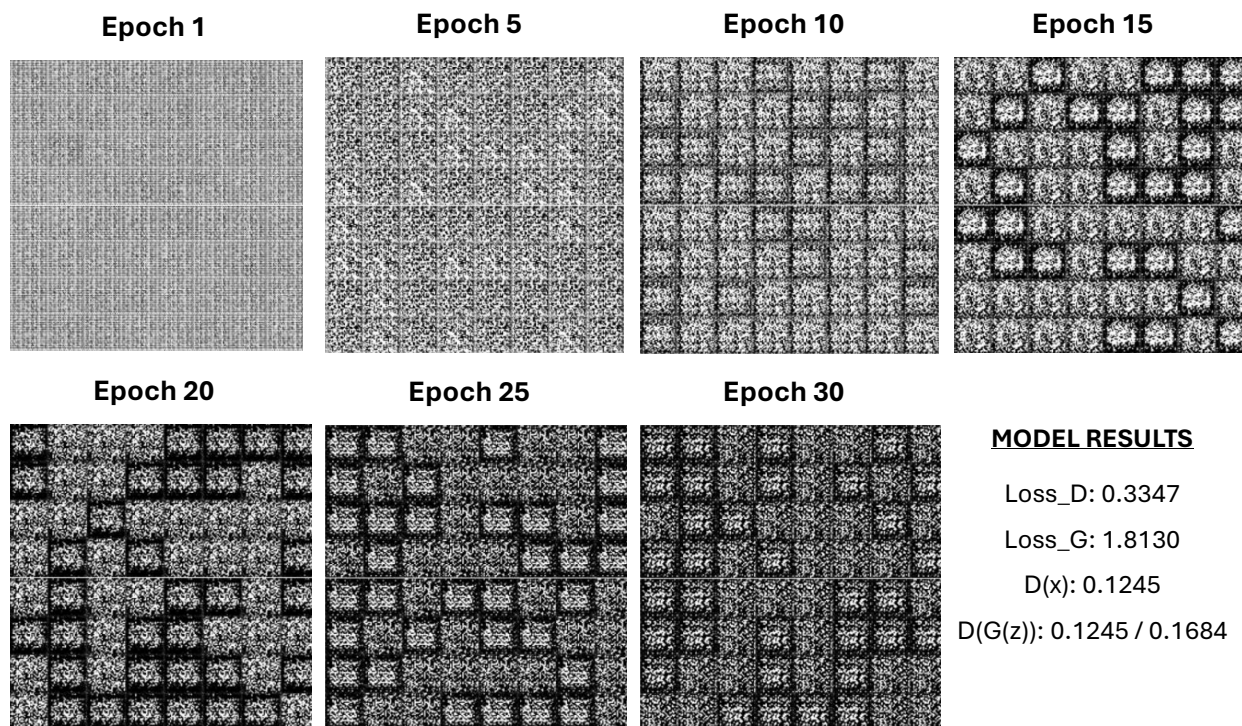 Epoch 1
Epoch 5
Epoch 10
Epoch 15
Epoch 20
Epoch 25
Epoch 30
MODEL RESULTS
Loss_D: 0.3347
Loss_G: 1.8130
D(x): 0.1245
D(G(z)): 0.1245 / 0.1684